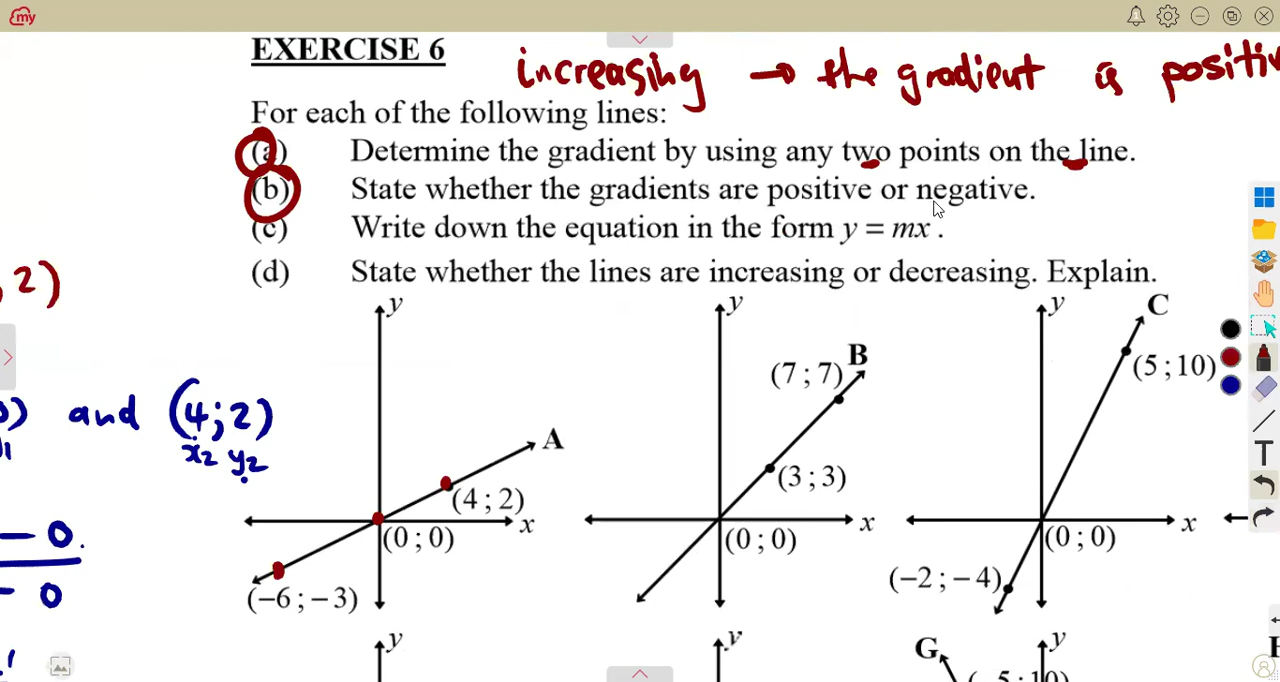 my
EXERCISE 6
increasing → the gradient is positiv
For each of the following lines:
(a) Determine the gradient by using any two points on the line.
(b) State whether the gradients are positive or negative.
(c) Write down the equation in the form y = mx.
(d) State whether the lines are increasing or decreasing. Explain.
, 2)
y
A
(4 ; 2)
x
(0 ; 0)
(−6 ; −3)
y
B
(7 ; 7)
(3 ; 3)
x
(0 ; 0)
y
C
(5 ; 10)
x
(0 ; 0)
(−2 ; −4)
) and (4; 2)
x2 y2
− 0.
− 0
y
y
G
y
T